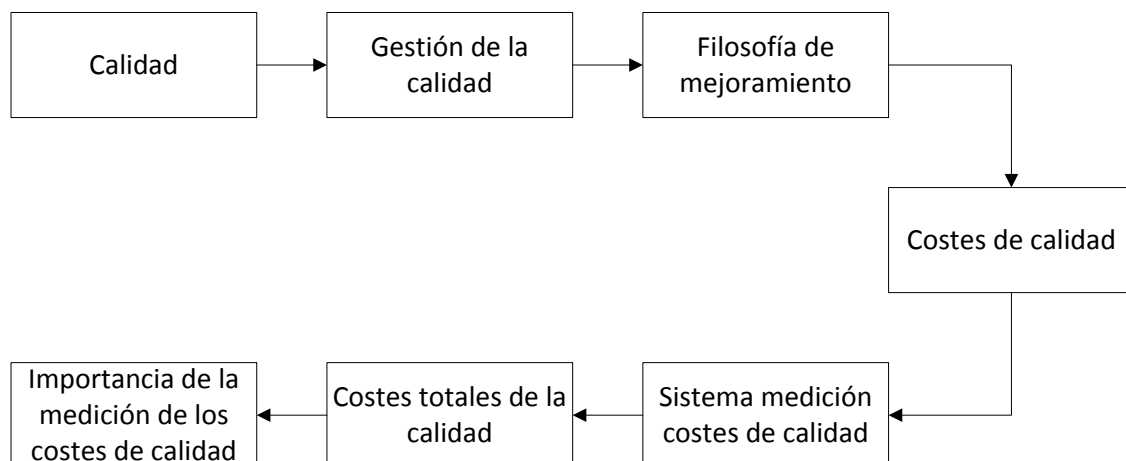 Calidad
Gestión de la
calidad
Filosofía de
mejoramiento
Costes de calidad
Sistema medición
costes de calidad
Costes totales de la
calidad
Importancia de la
medición de los
costes de calidad